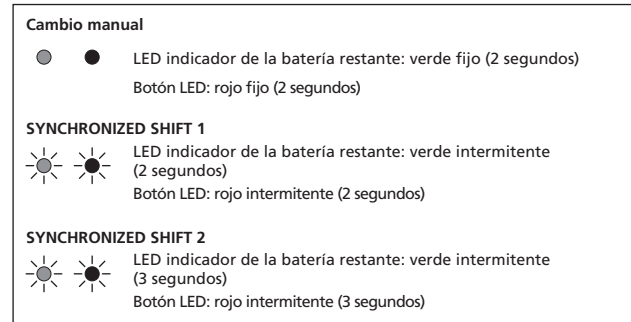 Cambio manual
LED indicador de la batería restante: verde fijo (2 segundos)
Botón LED: rojo fijo (2 segundos)
SYNCHRONIZED SHIFT 1
LED indicador de la batería restante: verde intermitente
(2 segundos)
Botón LED: rojo intermitente (2 segundos)
SYNCHRONIZED SHIFT 2
LED indicador de la batería restante: verde intermitente
(3 segundos)
Botón LED: rojo intermitente (3 segundos)